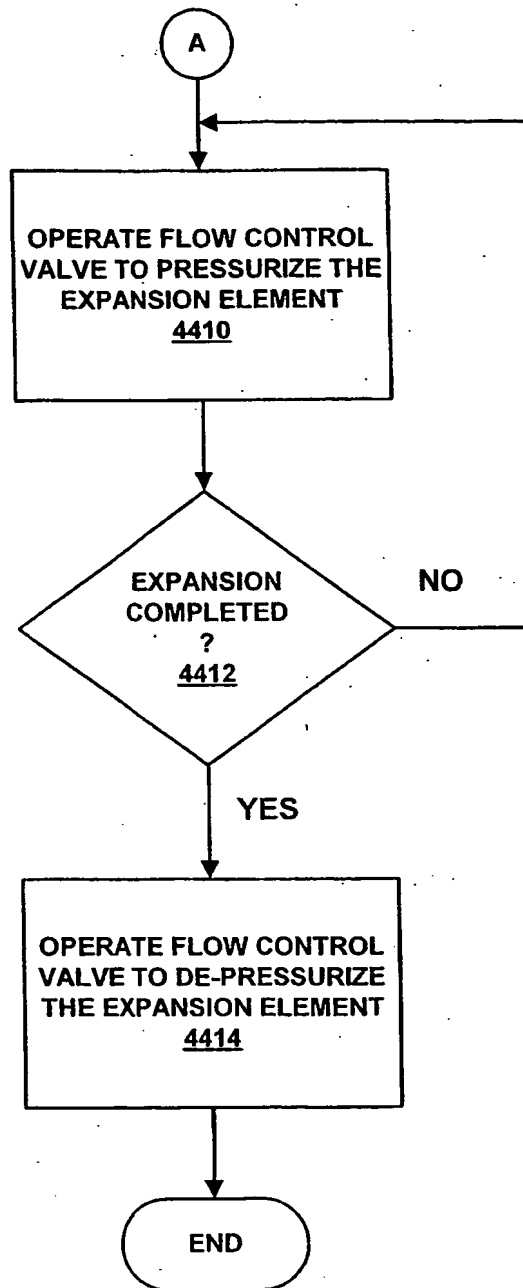 A
OPERATE FLOW CONTROL
VALVE TO PRESSURIZE THE
EXPANSION ELEMENT
4410
EXPANSION
COMPLETED
?
4412
NO
YES
OPERATE FLOW CONTROL
VALVE TO DE-PRESSURIZE
THE EXPANSION ELEMENT
4414
END